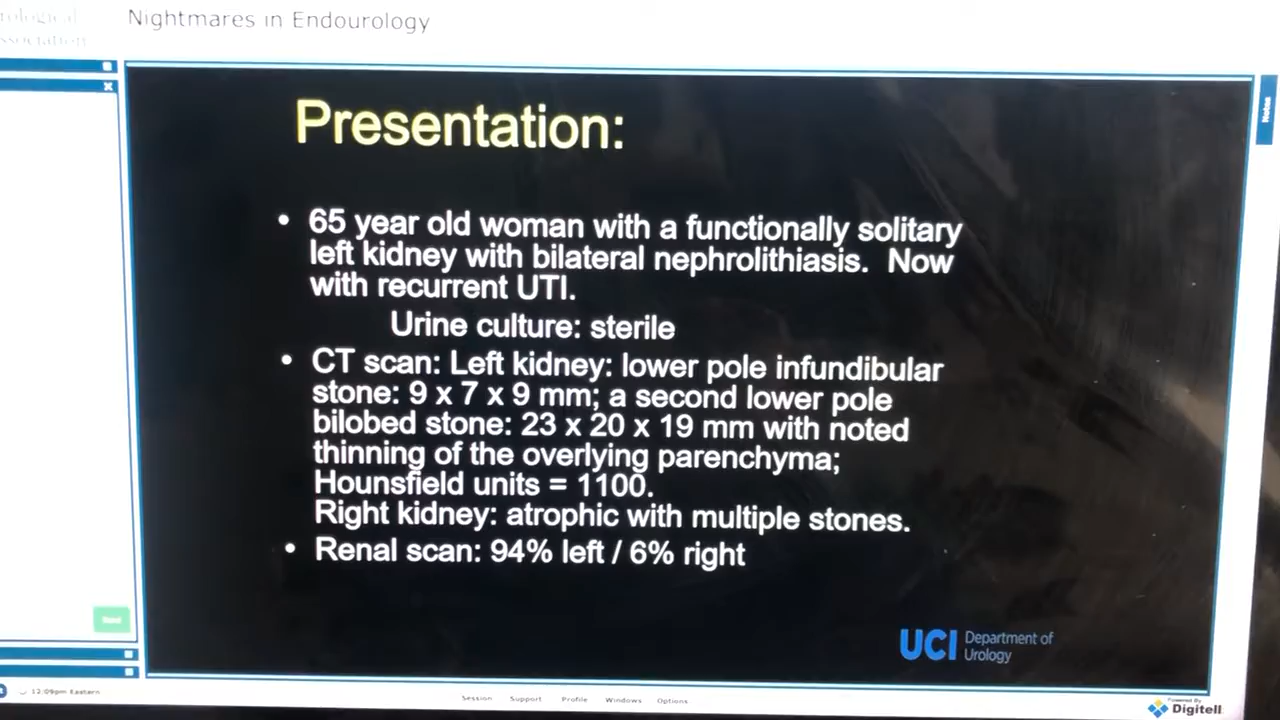 Nightmares in Endourology
Presentation:
• 65 year old woman with a functionally solitary
left kidney with bilateral nephrolithiasis. Now
with recurrent UTI.
Urine culture: sterile
• CT scan: Left kidney: lower pole infundibular
stone: 9 x 7 x 9 mm; a second lower pole
bilobed stone: 23 x 20 x 19 mm with noted
thinning of the overlying parenchyma;
Hounsfield units = 1100.
Right kidney: atrophic with multiple stones.
• Renal scan: 94% left / 6% right
UCI Department of
Urology
Notes
12:09pm Eastern
Session Support Profile Windows Options
Powered By
Digitell